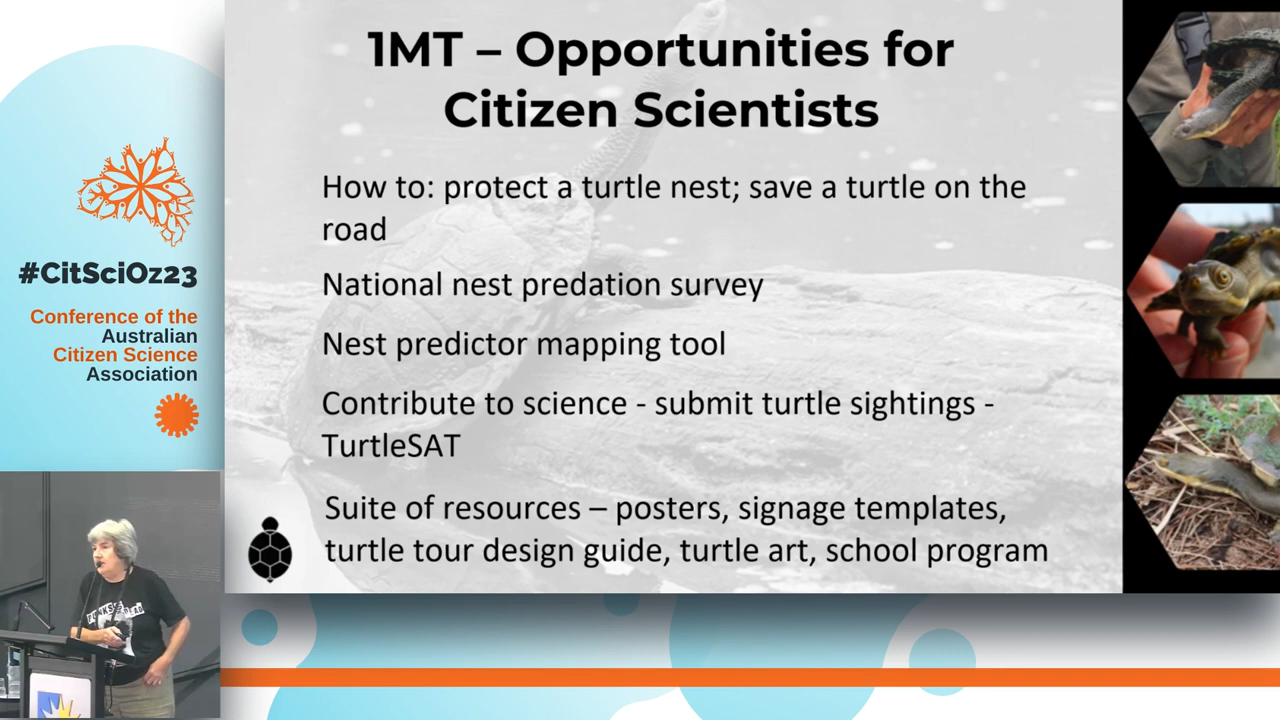 1MT – Opportunities for
Citizen Scientists
How to: protect a turtle nest; save a turtle on the
road
National nest predation survey
Nest predictor mapping tool
Contribute to science - submit turtle sightings -
TurtleSAT
Suite of resources – posters, signage templates,
turtle tour design guide, turtle art, school program
#CitSciOz23
Conference of the
Australian
Citizen Science
Association